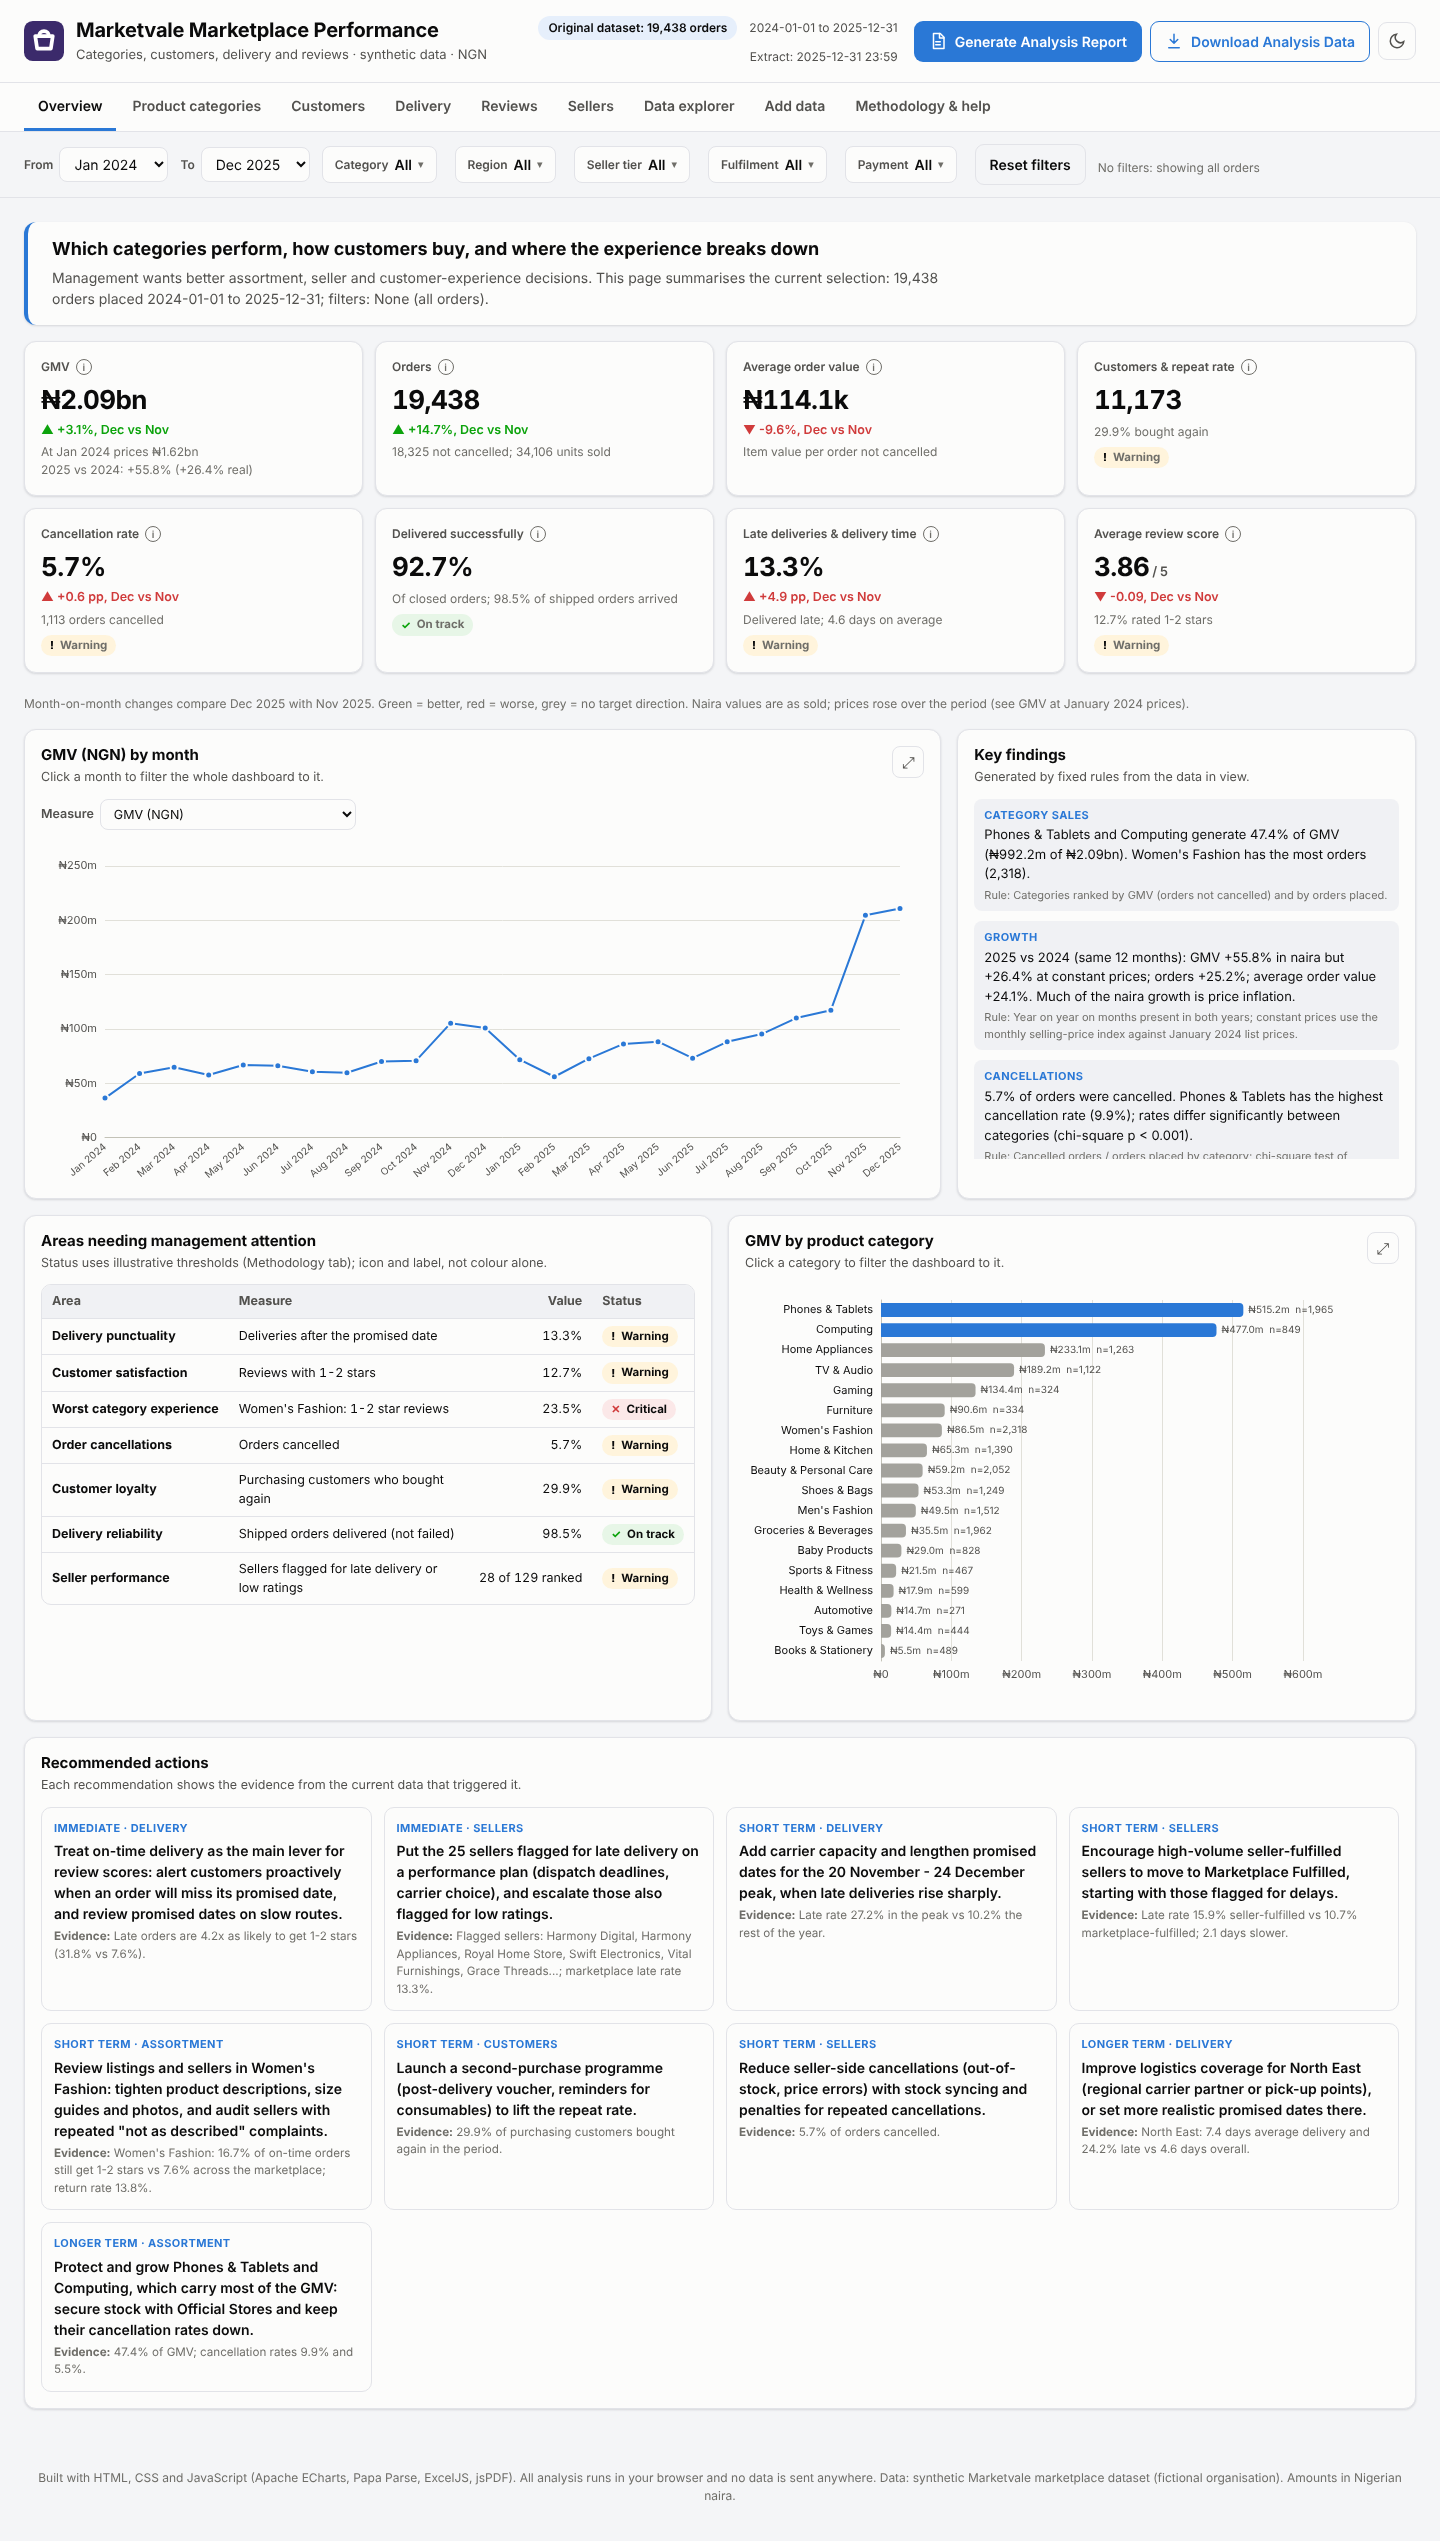 Marketvale Marketplace Performance
Categories, customers, delivery and reviews · synthetic data · NGN
Original dataset: 19,438 orders
2024-01-01 to 2025-12-31
Extract: 2025-12-31 23:59
Generate Analysis Report
Download Analysis Data
Overview Product categories Customers Delivery Reviews Sellers Data explorer Add data Methodology & help
From Jan 2024 To Dec 2025 Category All Region All Seller tier All Fulfilment All Payment All Reset filters No filters: showing all orders
Which categories perform, how customers buy, and where the experience breaks down
Management wants better assortment, seller and customer-experience decisions. This page summarises the current selection: 19,438
orders placed 2024-01-01 to 2025-12-31; filters: None (all orders).
GMV i
₦2.09bn
▲ +3.1%, Dec vs Nov
At Jan 2024 prices ₦1.62bn
2025 vs 2024: +55.8% (+26.4% real)
Orders i
19,438
▲ +14.7%, Dec vs Nov
18,325 not cancelled; 34,106 units sold
Average order value i
₦114.1k
▼ -9.6%, Dec vs Nov
Item value per order not cancelled
Customers & repeat rate i
11,173
29.9% bought again
! Warning
Cancellation rate i
5.7%
▲ +0.6 pp, Dec vs Nov
1,113 orders cancelled
! Warning
Delivered successfully i
92.7%
Of closed orders; 98.5% of shipped orders arrived
✓ On track
Late deliveries & delivery time i
13.3%
▲ +4.9 pp, Dec vs Nov
Delivered late; 4.6 days on average
! Warning
Average review score i
3.86 / 5
▼ -0.09, Dec vs Nov
12.7% rated 1-2 stars
! Warning
Month-on-month changes compare Dec 2025 with Nov 2025. Green = better, red = worse, grey = no target direction. Naira values are as sold; prices rose over the period (see GMV at January 2024 prices).
GMV (NGN) by month
Click a month to filter the whole dashboard to it.
Measure GMV (NGN)
₦250m
₦200m
₦150m
₦100m
₦50m
₦0
Jan 2024 Feb 2024 Mar 2024 Apr 2024 May 2024 Jun 2024 Jul 2024 Aug 2024 Sep 2024 Oct 2024 Nov 2024 Dec 2024 Jan 2025 Feb 2025 Mar 2025 Apr 2025 May 2025 Jun 2025 Jul 2025 Aug 2025 Sep 2025 Oct 2025 Nov 2025 Dec 2025
Key findings
Generated by fixed rules from the data in view.
CATEGORY SALES
Phones & Tablets and Computing generate 47.4% of GMV
(₦992.2m of ₦2.09bn). Women's Fashion has the most orders
(2,318).
Rule: Categories ranked by GMV (orders not cancelled) and by orders placed.
GROWTH
2025 vs 2024 (same 12 months): GMV +55.8% in naira but
+26.4% at constant prices; orders +25.2%; average order value
+24.1%. Much of the naira growth is price inflation.
Rule: Year on year on months present in both years; constant prices use the
monthly selling-price index against January 2024 list prices.
CANCELLATIONS
5.7% of orders were cancelled. Phones & Tablets has the highest
cancellation rate (9.9%); rates differ significantly between
categories (chi-square p < 0.001).
Rule: Cancelled orders / orders placed by category; chi-square test of
Areas needing management attention
Status uses illustrative thresholds (Methodology tab); icon and label, not colour alone.
Area Measure Value Status
Delivery punctuality Deliveries after the promised date 13.3% ! Warning
Customer satisfaction Reviews with 1-2 stars 12.7% ! Warning
Worst category experience Women's Fashion: 1-2 star reviews 23.5% × Critical
Order cancellations Orders cancelled 5.7% ! Warning
Customer loyalty Purchasing customers who bought
again 29.9% ! Warning
Delivery reliability Shipped orders delivered (not failed) 98.5% ✓ On track
Seller performance Sellers flagged for late delivery or
low ratings 28 of 129 ranked ! Warning
GMV by product category
Click a category to filter the dashboard to it.
Phones & Tablets ₦515.2m n=1,965
Computing ₦477.0m n=849
Home Appliances ₦233.1m n=1,263
TV & Audio ₦189.2m n=1,122
Gaming ₦134.4m n=324
Furniture ₦90.6m n=334
Women's Fashion ₦86.5m n=2,318
Home & Kitchen ₦65.3m n=1,390
Beauty & Personal Care ₦59.2m n=2,052
Shoes & Bags ₦53.3m n=1,249
Men's Fashion ₦49.5m n=1,512
Groceries & Beverages ₦35.5m n=1,962
Baby Products ₦29.0m n=828
Sports & Fitness ₦21.5m n=467
Health & Wellness ₦17.9m n=599
Automotive ₦14.7m n=271
Toys & Games ₦14.4m n=444
Books & Stationery ₦5.5m n=489
₦0 ₦100m ₦200m ₦300m ₦400m ₦500m ₦600m
Recommended actions
Each recommendation shows the evidence from the current data that triggered it.
IMMEDIATE · DELIVERY
Treat on-time delivery as the main lever for
review scores: alert customers proactively
when an order will miss its promised date,
and review promised dates on slow routes.
Evidence: Late orders are 4.2x as likely to get 1-2 stars
(31.8% vs 7.6%).
IMMEDIATE · SELLERS
Put the 25 sellers flagged for late delivery on
a performance plan (dispatch deadlines,
carrier choice), and escalate those also
flagged for low ratings.
Evidence: Flagged sellers: Harmony Digital, Harmony
Appliances, Royal Home Store, Swift Electronics, Vital
Furnishings, Grace Threads...; marketplace late rate
13.3%.
SHORT TERM · DELIVERY
Add carrier capacity and lengthen promised
dates for the 20 November - 24 December
peak, when late deliveries rise sharply.
Evidence: Late rate 27.2% in the peak vs 10.2% the
rest of the year.
SHORT TERM · SELLERS
Encourage high-volume seller-fulfilled
sellers to move to Marketplace Fulfilled,
starting with those flagged for delays.
Evidence: Late rate 15.9% seller-fulfilled vs 10.7%
marketplace-fulfilled; 2.1 days slower.
SHORT TERM · ASSORTMENT
Review listings and sellers in Women's
Fashion: tighten product descriptions, size
guides and photos, and audit sellers with
repeated "not as described" complaints.
Evidence: Women's Fashion: 16.7% of on-time orders
still get 1-2 stars vs 7.6% across the marketplace;
return rate 13.8%.
SHORT TERM · CUSTOMERS
Launch a second-purchase programme
(post-delivery voucher, reminders for
consumables) to lift the repeat rate.
Evidence: 29.9% of purchasing customers bought
again in the period.
SHORT TERM · SELLERS
Reduce seller-side cancellations (out-of-
stock, price errors) with stock syncing and
penalties for repeated cancellations.
Evidence: 5.7% of orders cancelled.
LONGER TERM · DELIVERY
Improve logistics coverage for North East
(regional carrier partner or pick-up points),
or set more realistic promised dates there.
Evidence: North East: 7.4 days average delivery and
24.2% late vs 4.6 days overall.
LONGER TERM · ASSORTMENT
Protect and grow Phones & Tablets and
Computing, which carry most of the GMV:
secure stock with Official Stores and keep
their cancellation rates down.
Evidence: 47.4% of GMV; cancellation rates 9.9% and
5.5%.
Built with HTML, CSS and JavaScript (Apache ECharts, Papa Parse, ExcelJS, jsPDF). All analysis runs in your browser and no data is sent anywhere. Data: synthetic Marketvale marketplace dataset (fictional organisation). Amounts in Nigerian
naira.